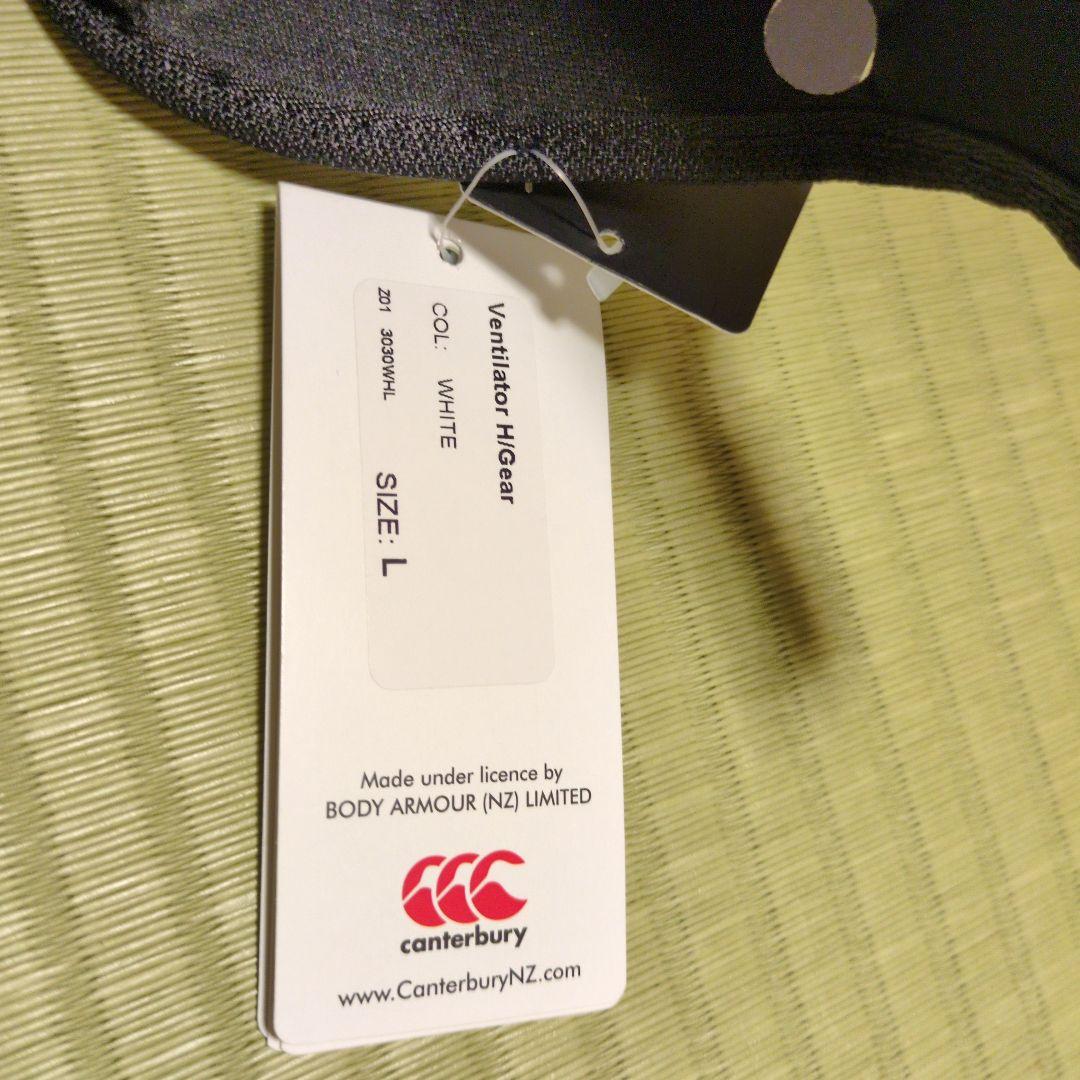 Ventilator H/Gear
COL: WHITE
Z01 3030WHL SIZE: L
Made under licence by
BODY ARMOUR (NZ) LIMITED
canterbury
www.CanterburyNZ.com